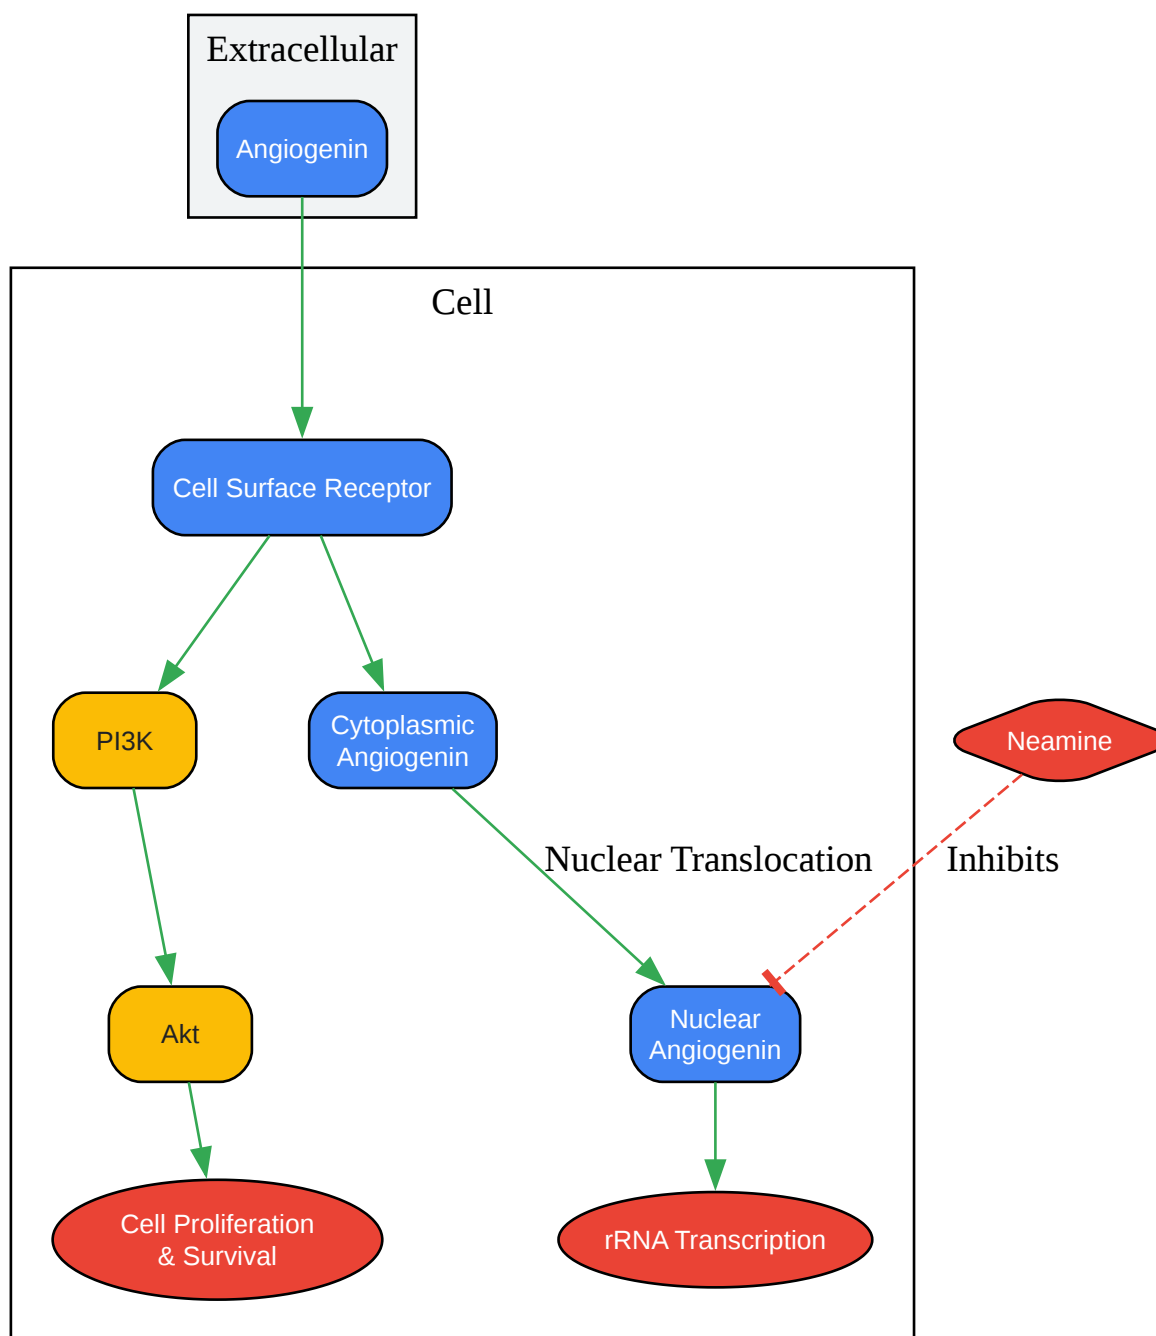 Extracellular
Angiogenin
Cell
Cell Surface Receptor
PI3K
Cytoplasmic
Angiogenin
Neamine
Nuclear Translocation
Inhibits
Akt
Nuclear
Angiogenin
Cell Proliferation
& Survival
rRNA Transcription